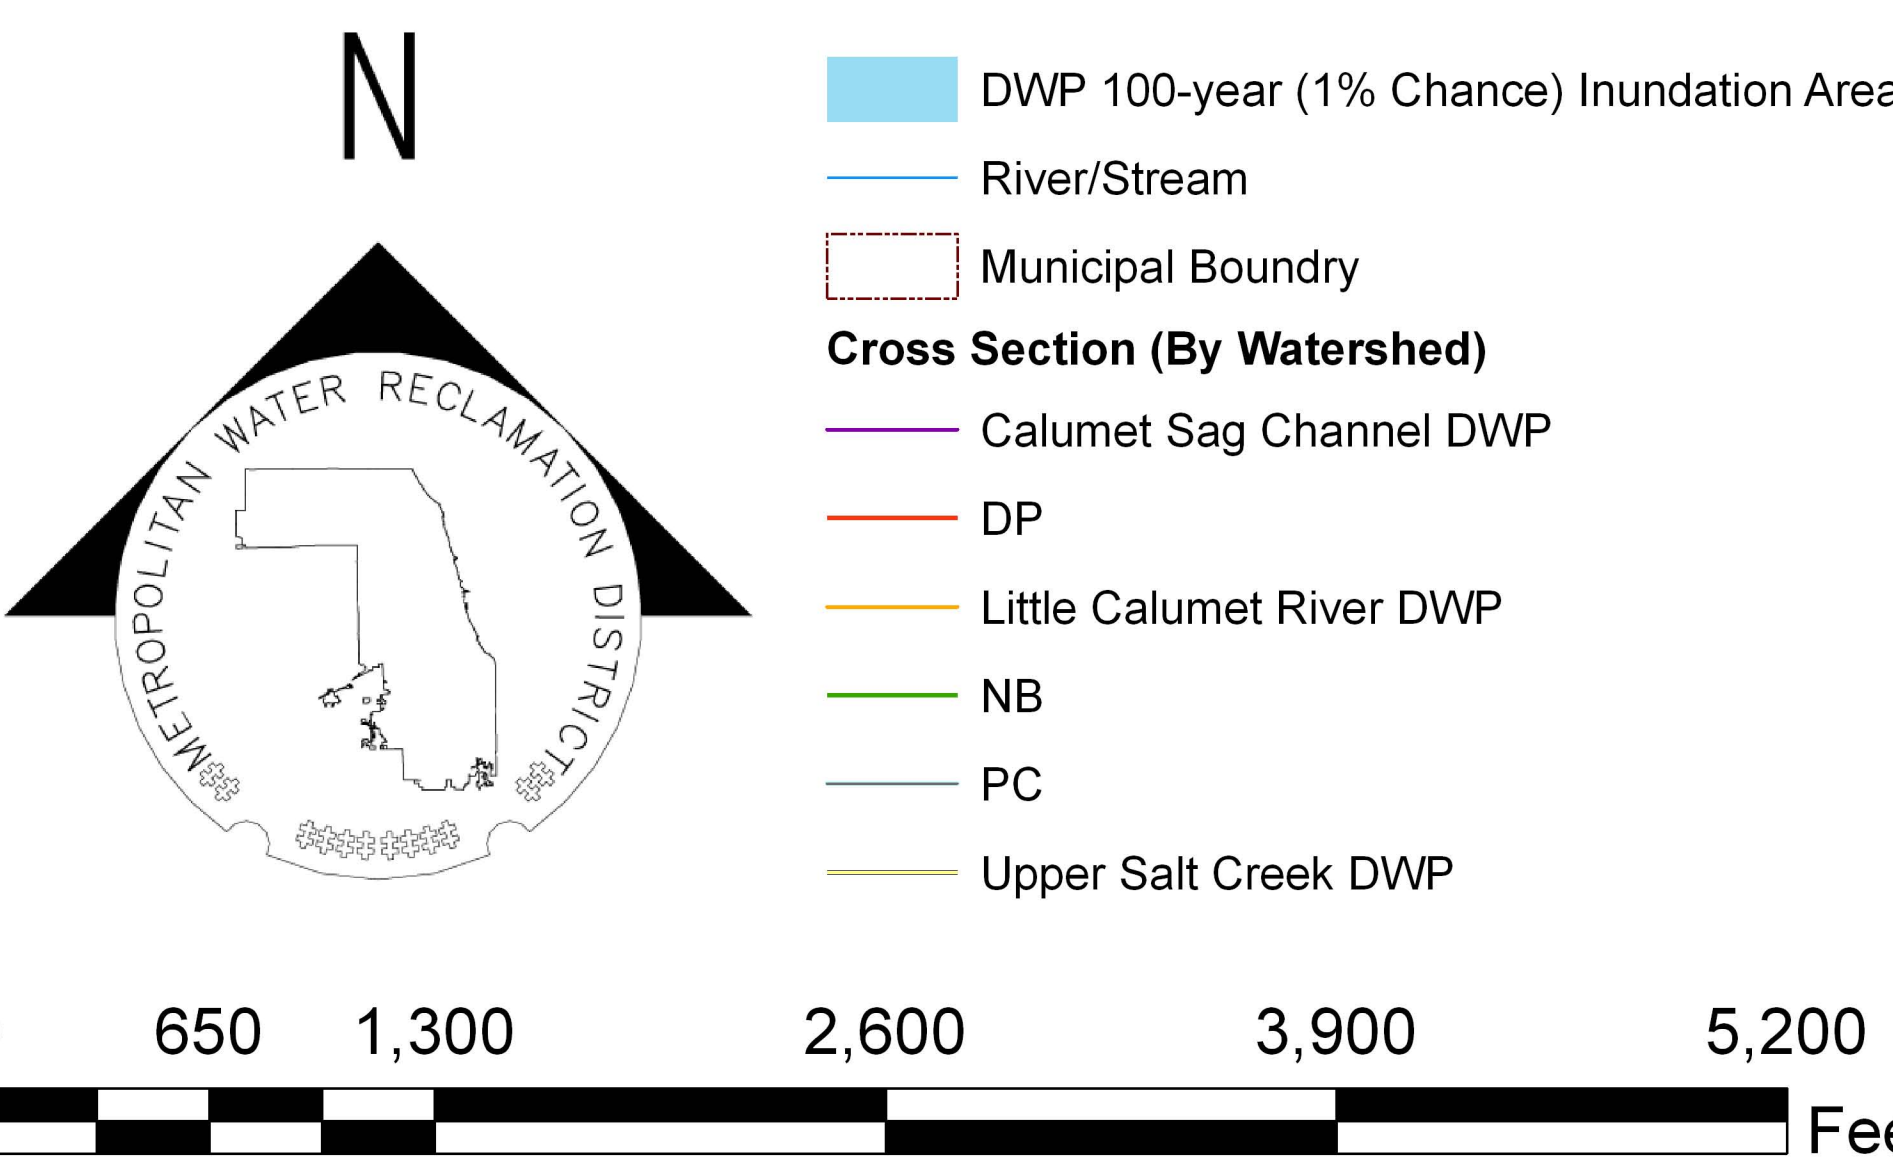 N
METROPOLITAN WATER RECLAMATION DISTRICT
DWP 100-year (1% Chance) Inundation Area
River/Stream
Municipal Boundry
Cross Section (By Watershed)
Calumet Sag Channel DWP
DP
Little Calumet River DWP
NB
PC
Upper Salt Creek DWP
650 1,300 2,600 3,900 5,200
Fee